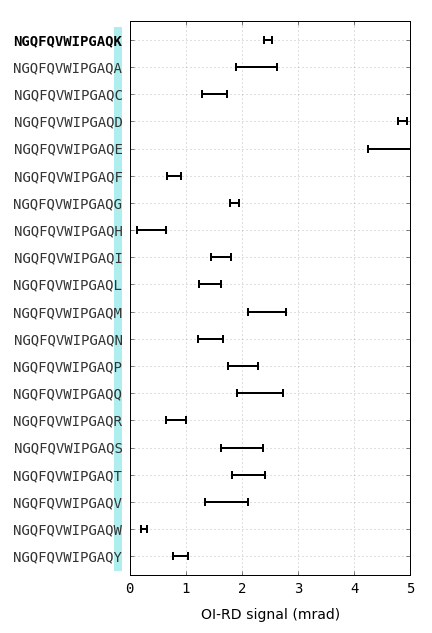 NGQFQVWIPGAQK
NGQFQVWIPGAQA
NGQFQVWIPGAQC
NGQFQVWIPGAQD
NGQFQVWIPGAQE
NGQFQVWIPGAQF
NGQFQVWIPGAQG
NGQFQVWIPGAQH
NGQFQVWIPGAQI
NGQFQVWIPGAQL
NGQFQVWIPGAQM
NGQFQVWIPGAQN
NGQFQVWIPGAQP
NGQFQVWIPGAQQ
NGQFQVWIPGAQR
NGQFQVWIPGAQS
NGQFQVWIPGAQT
NGQFQVWIPGAQV
NGQFQVWIPGAQW
NGQFQVWIPGAQY
0 1 2 3 4 5
OI-RD signal (mrad)